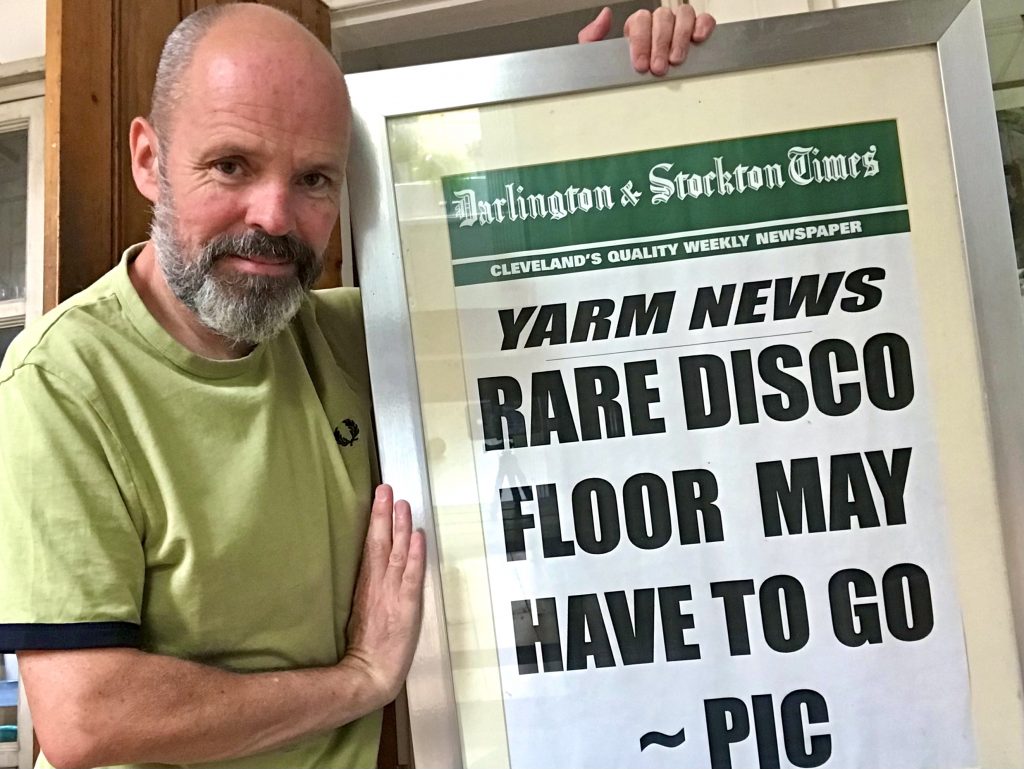 Darlington & Stockton Times
CLEVELAND'S QUALITY WEEKLY NEWSPAPER
YARM NEWS
RARE DISCO
FLOOR MAY
HAVE TO GO
~ PIC